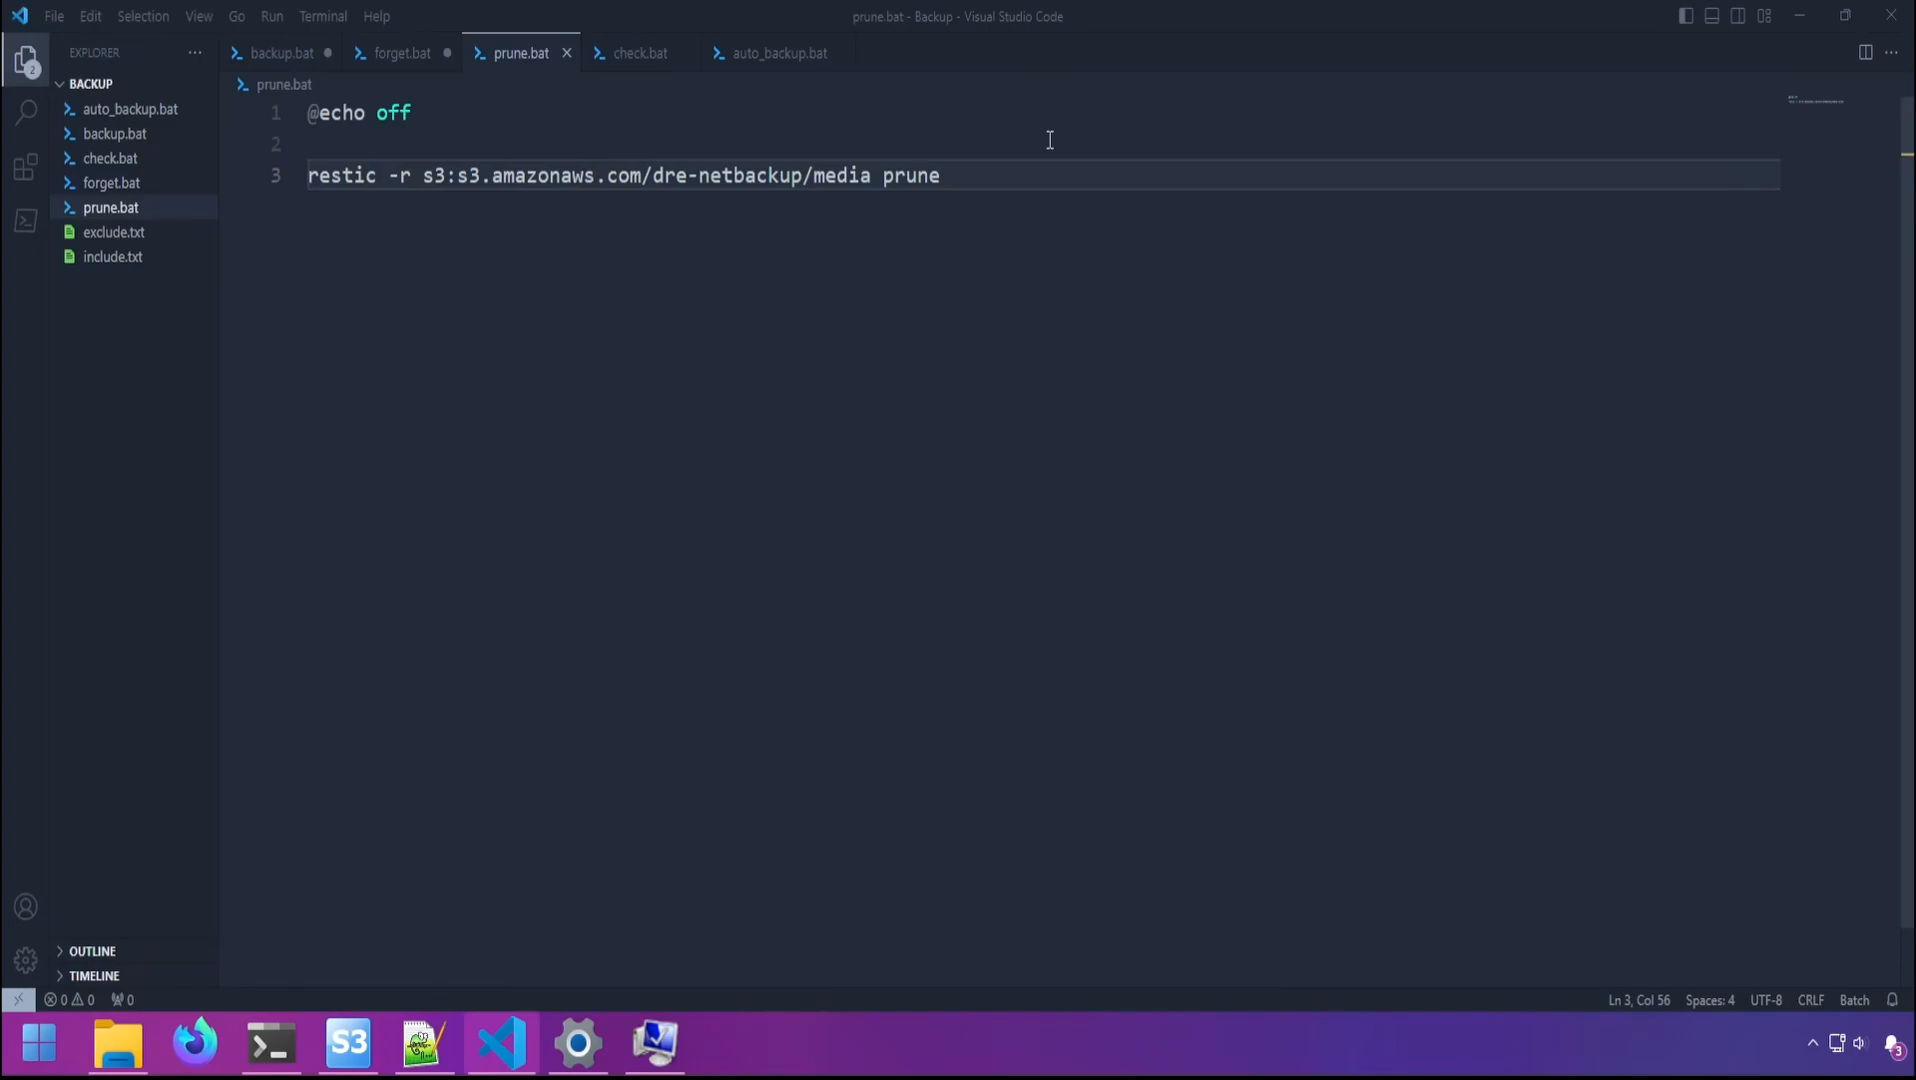 File Edit Selection View Go Run Terminal Help
prune.bat - Backup - Visual Studio Code
EXPLORER
backup.bat forget.bat prune.bat check.bat auto_backup.bat
BACKUP
auto_backup.bat
backup.bat
check.bat
forget.bat
prune.bat
exclude.txt
include.txt
2
prune.bat
1 @echo off
2
3 restic -r s3:s3.amazonaws.com/dre-netbackup/media prune
OUTLINE
TIMELINE
0 0 0
Ln 3, Col 56 Spaces: 4 UTF-8 CRLF Batch
S3
3